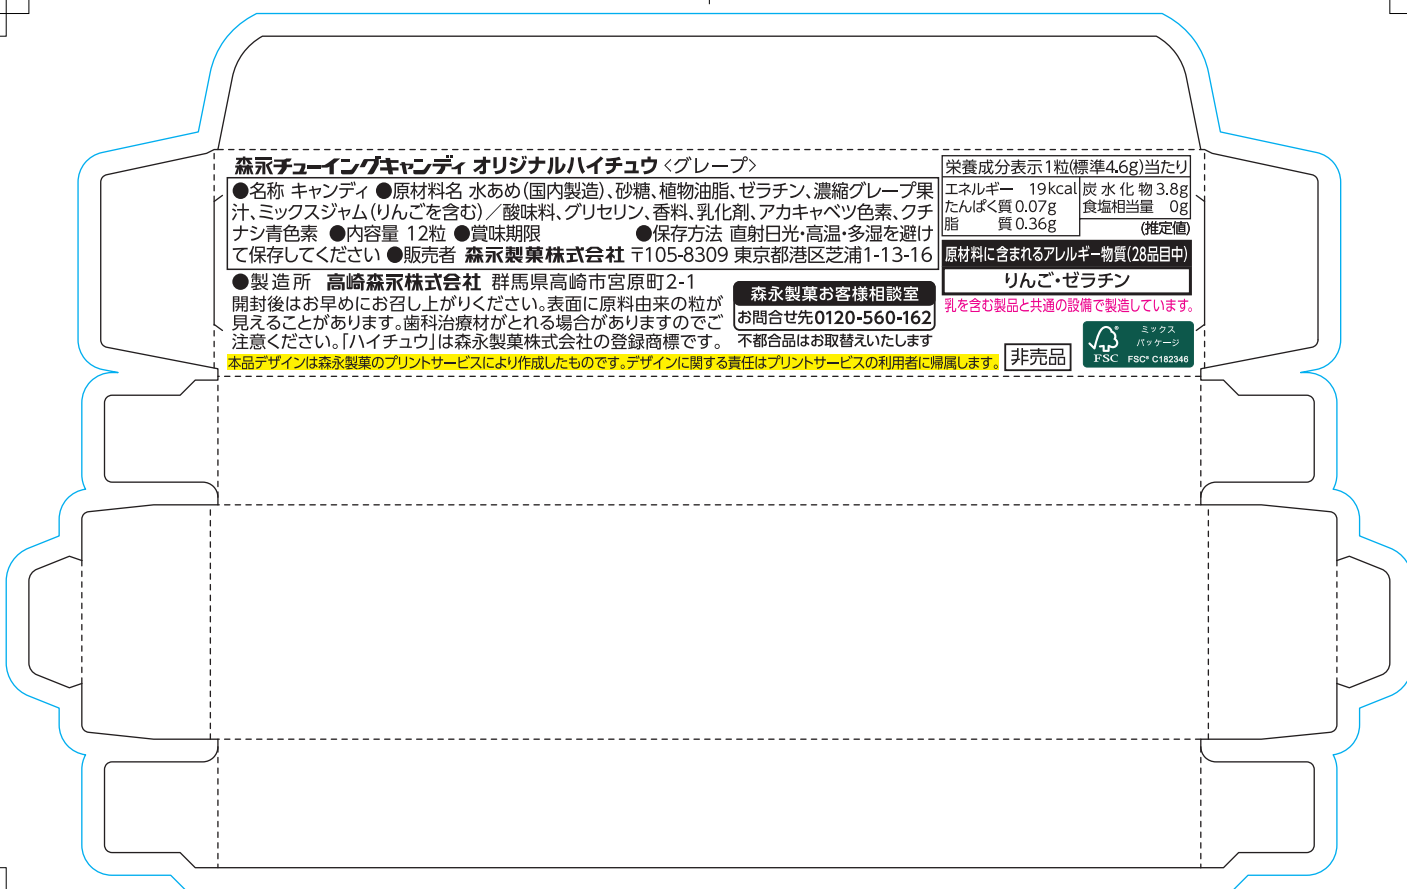 森永チューイングキャンディ オリジナルハイチュウ〈グレープ〉
●名称 キャンディ ●原材料名 水あめ(国内製造)、砂糖、植物油脂、ゼラチン、濃縮グレープ果
汁、ミックスジャム(りんごを含む)／酸味料、グリセリン、香料、乳化剤、アカキャベツ色素、クチ
ナシ青色素 ●内容量 12粒 ●賞味期限 ●保存方法 直射日光・高温・多湿を避け
て保存してください ●販売者 森永製菓株式会社 〒105-8309 東京都港区芝浦1-13-16
●製造所 高崎森永株式会社 群馬県高崎市宮原町2-1
開封後はお早めにお召し上がりください。表面に原料由来の粒が
見えることがあります。歯科治療材がとれる場合がありますのでご
注意ください。「ハイチュウ」は森永製菓株式会社の登録商標です。
森永製菓お客様相談室
お問合せ先0120-560-162
不都合品はお取替えいたします
本品デザインは森永製菓のプリントサービスにより作成したものです。デザインに関する責任はプリントサービスの利用者に帰属します。
非売品
栄養成分表示1粒(標準4.6g)当たり
エネルギー 19kcal
たんぱく質 0.07g
脂質 0.36g
炭水化物 3.8g
食塩相当量 0g
(推定値)
原材料に含まれるアレルギー物質(28品目中)
りんご・ゼラチン
乳を含む製品と共通の設備で製造しています。
FSC
ミックス
パッケージ
FSC® C182346